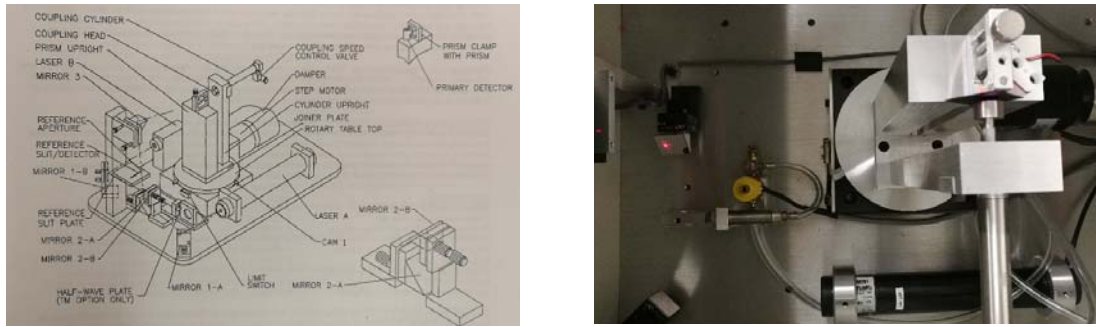 COUPLING CYLINDER
COUPLING HEAD
PRISM UPRIGHT
LASER B
MIRROR 3
COUPLING SPEED
CONTROL VALVE
DAMPER
STEP MOTOR
CYLINDER UPRIGHT
JOINER PLATE
ROTARY TABLE TOP
PRISM CLAMP
WITH PRISM
PRIMARY DETECTOR
REFERENCE
APERTURE
REFERENCE
SLIT/DETECTOR
MIRROR 1-B
REFERENCE
SLIT PLATE
MIRROR 2-A
MIRROR 2-B
HALF-WAVE PLATE
(TM OPTION ONLY)
MIRROR 1-A
LIMIT
SWITCH
CAM 1
LASER A
MIRROR 2-B
MIRROR 2-A